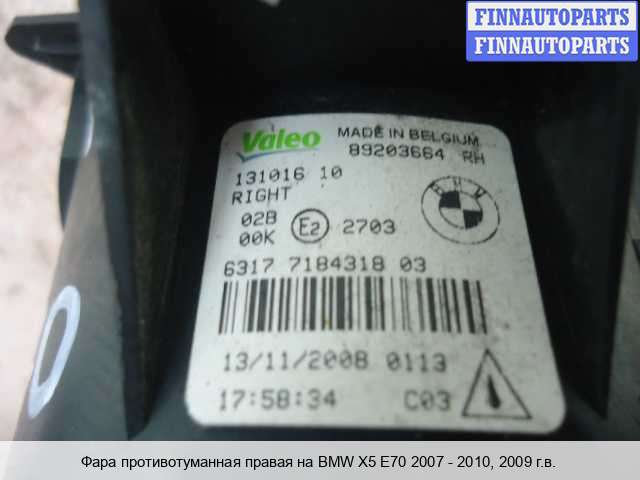 FINNAUTOPARTS
FINNAUTOPARTS
Valeo MADE IN BELGIUM
89203664 RH
131016 10
RIGHT
02B
00K E2 2703
BMW
6317 7184318 03
13/11/2008 0113
17:58:34 C03
Фара противотуманная правая на BMW X5 E70 2007 - 2010, 2009 г.в.